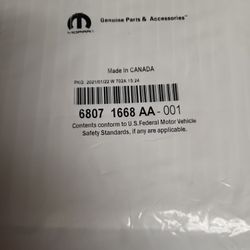 MOPAR
Genuine Parts & Accessories
Made In CANADA
PKG 2021/01/22 W 702A 15:24
6807 1668 AA - 001
Contents conform to U.S. Federal Motor Vehicle
Safety Standards, if any are applicable.